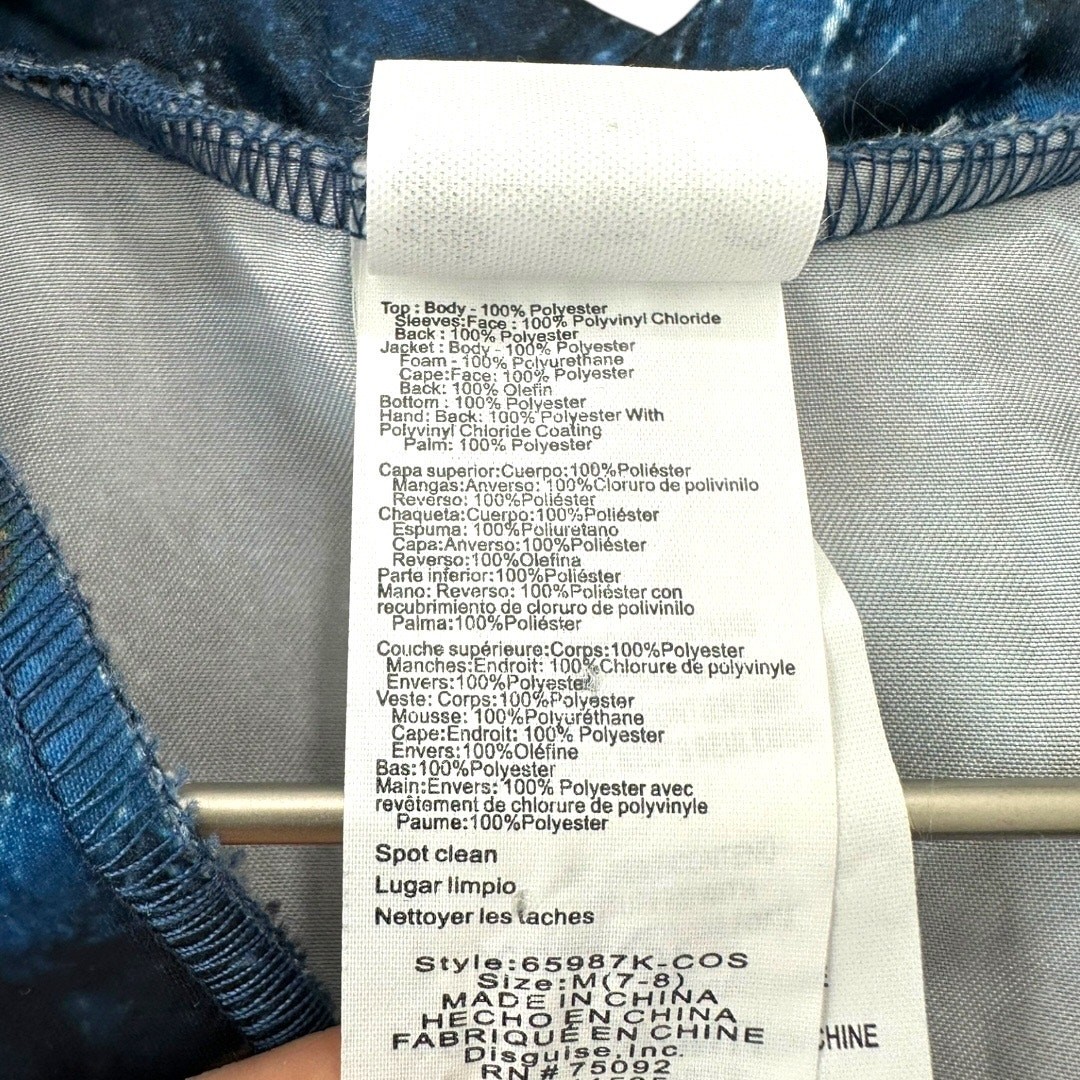 Top : Body - 100% Polyester
Sleeves:Face : 100% Polyvinyl Chloride
Back : 100% Polyester
Jacket : Body - 100% Polyester
Foam - 100% Polyurethane
Cape:Face: 100% Polyester
Back: 100% Olefin
Bottom : 100% Polyester
Hand: Back: 100% Polyester With
Polyvinyl Chloride Coating
Palm: 100% Polyester
Capa superior:Cuerpo:100%Poliéster
Mangas:Anverso: 100%Cloruro de polivinilo
Reverso: 100%Poliéster
Chaqueta:Cuerpo:100%Poliéster
Espuma: 100%Poliuretano
Capa:Anverso:100%Poliéster
Reverso:100%Olefina
Parte inferior:100%Poliéster
Mano: Reverso: 100%Poliéster con
recubrimiento de cloruro de polivinilo
Palma:100%Poliéster
Couche supérieure:Corps:100%Polyester
Manches:Endroit: 100%Chlorure de polyvinyle
Envers:100%Polyester
Veste: Corps:100%Polyester
Mousse: 100%Polyuréthane
Cape:Endroit: 100% Polyester
Envers:100%Oléfine
Bas:100%Polyester
Main:Envers: 100% Polyester avec
revêtement de chlorure de polyvinyle
Paume:100%Polyester
Spot clean
Lugar limpio
Nettoyer les taches
Style:65987K-COS
Size:M(7-8)
MADE IN CHINA
HECHO EN CHINA
FABRIQUE EN CHINE
Disguise,Inc.
RN # 75092
CHINE